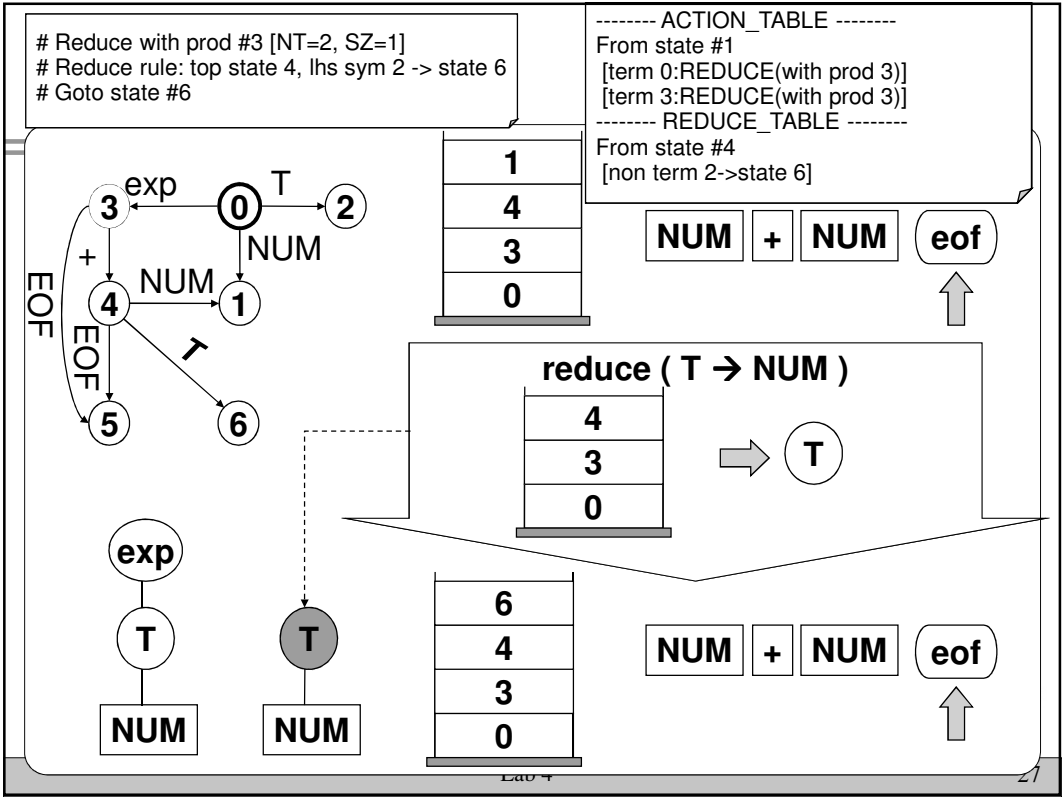 # Reduce with prod #3 [NT=2, SZ=1]
# Reduce rule: top state 4, lhs sym 2 -> state 6
# Goto state #6
-------- ACTION_TABLE --------
From state #1
[term 0:REDUCE(with prod 3)]
[term 3:REDUCE(with prod 3)]
-------- REDUCE_TABLE --------
From state #4
[non term 2->state 6]
3 exp 0 T 2
NUM
+
EOF
4 NUM 1
EOF
T
5 6
1
4
3
0
NUM + NUM eof
reduce ( T → NUM )
4
3
0
T
exp
T
NUM
T
NUM
6
4
3
0
NUM + NUM eof
Lab 4
27